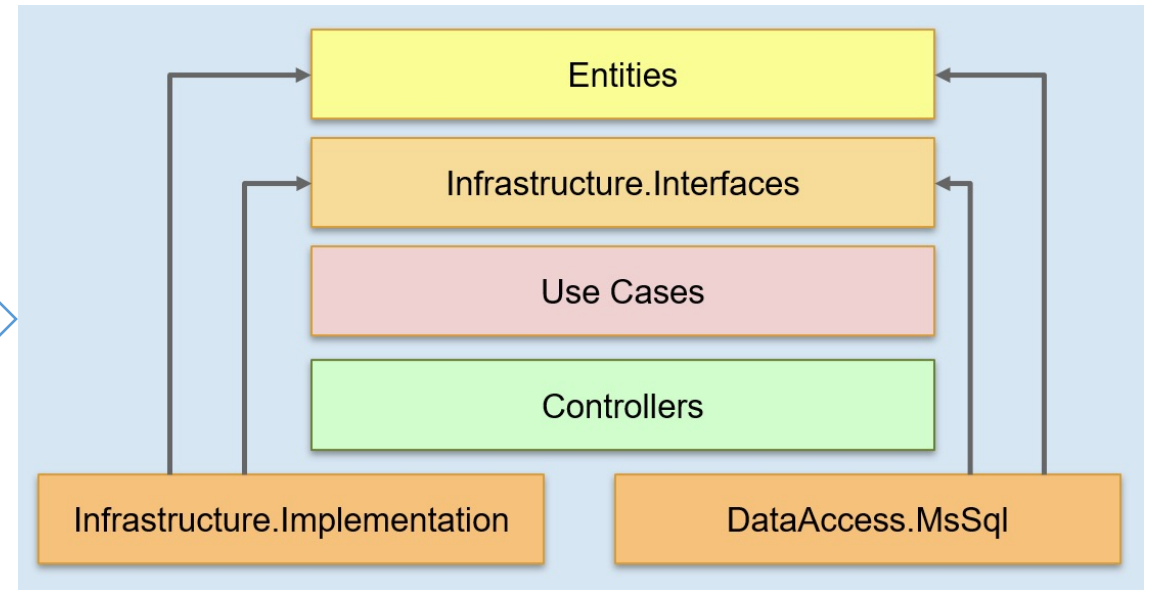 Entities
Infrastructure.Interfaces
Use Cases
Controllers
Infrastructure.Implementation
DataAccess.MsSql